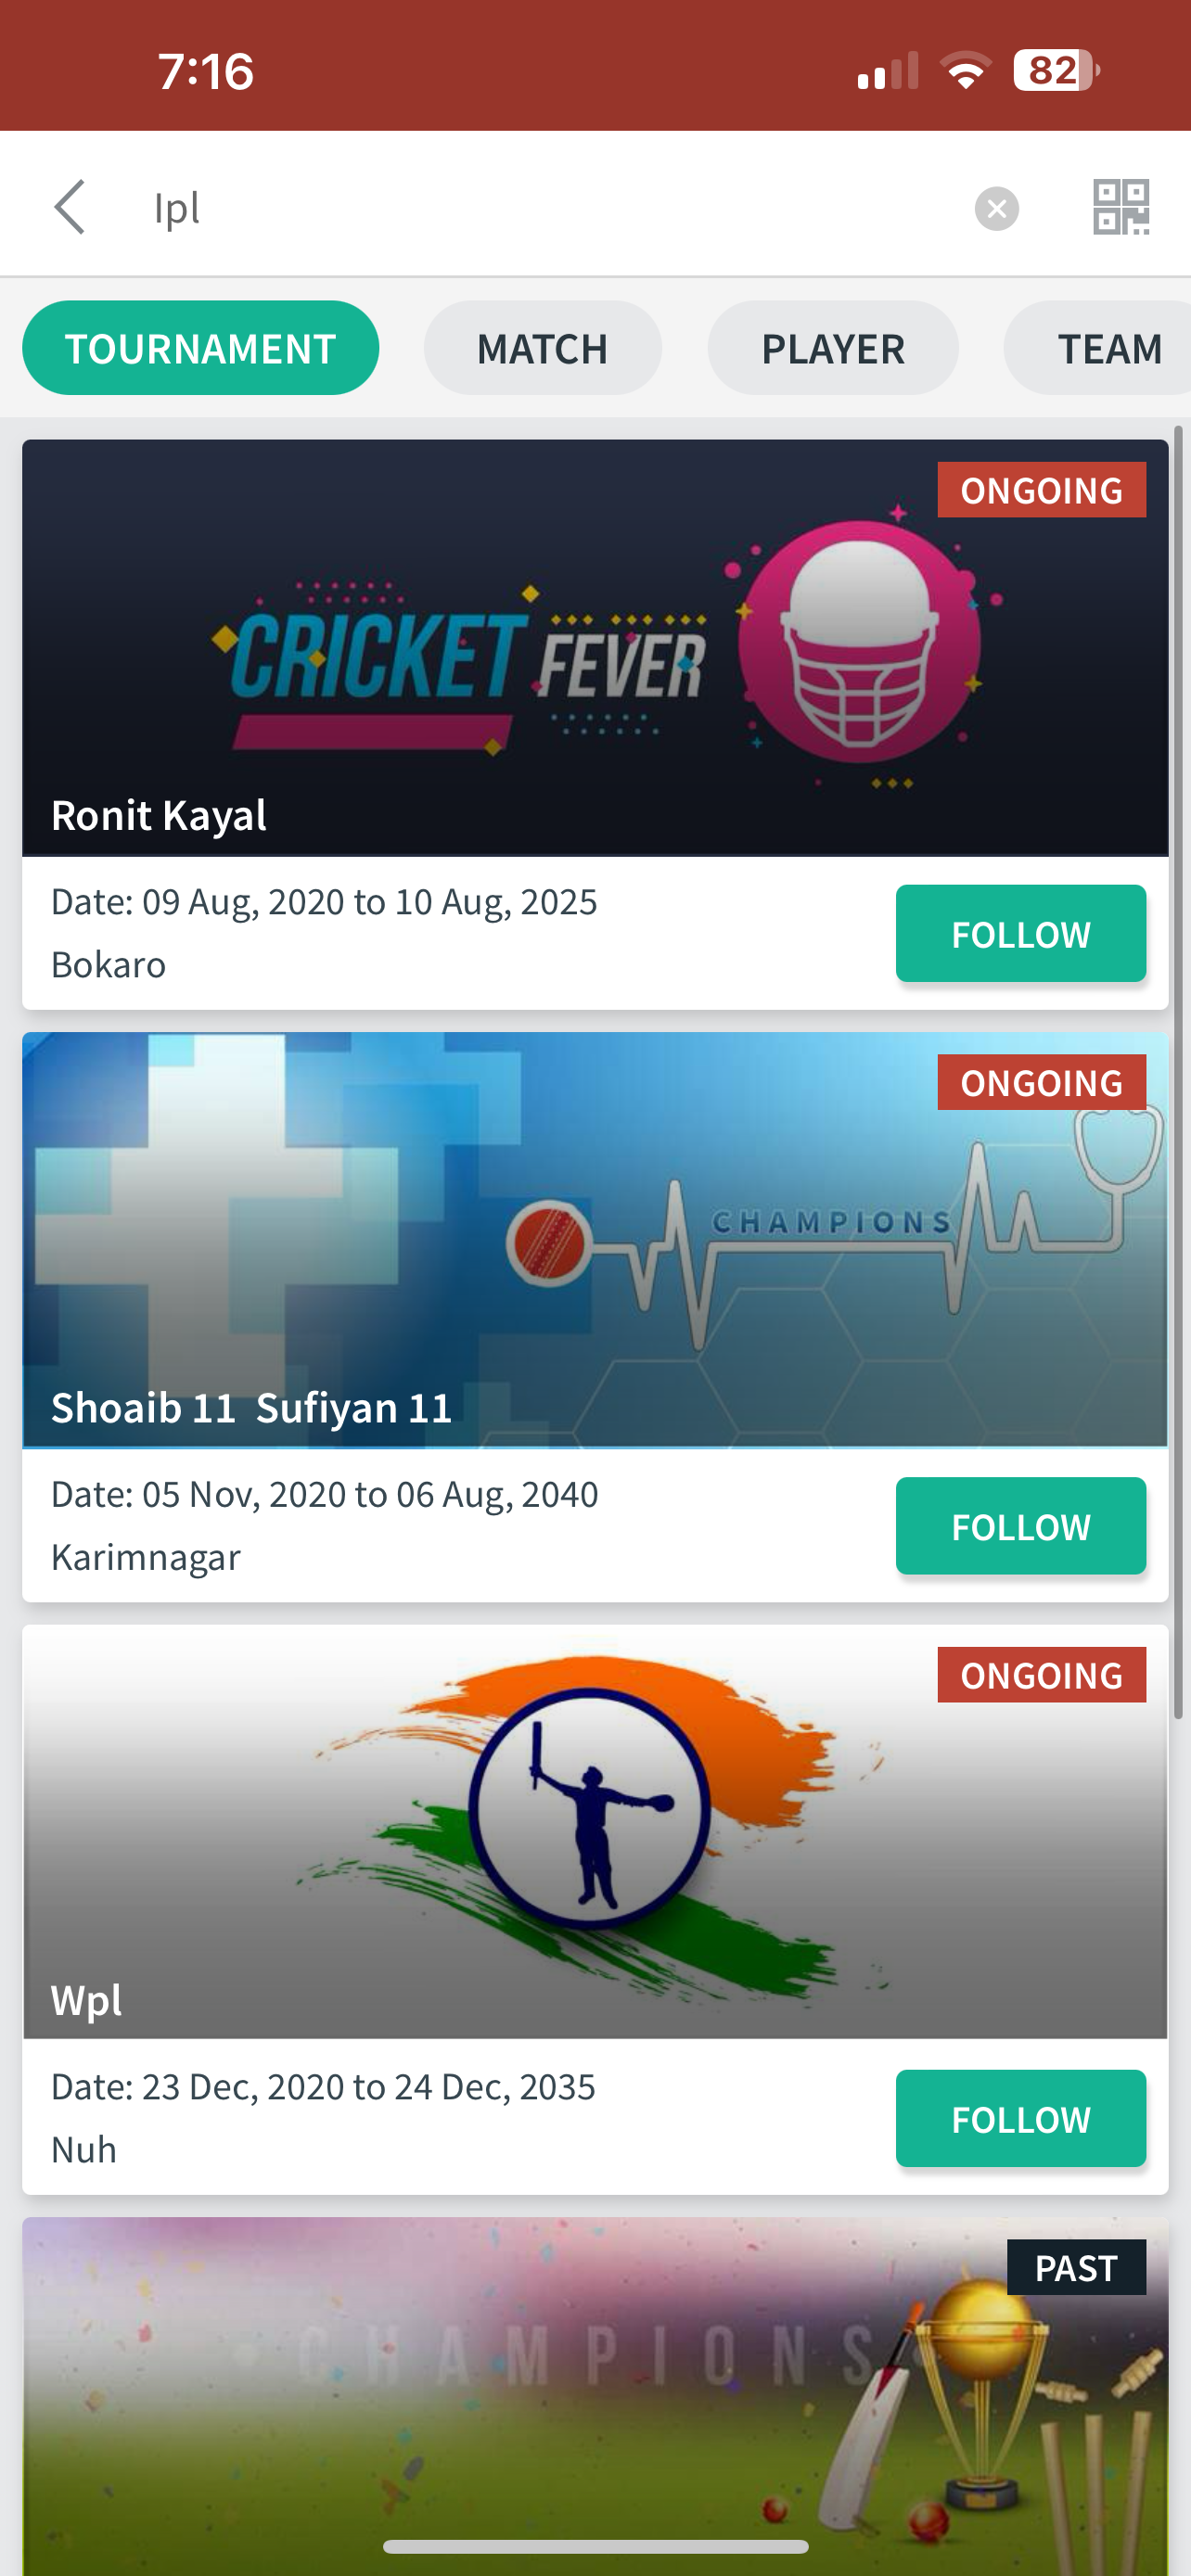 7:16
82
Ipl
TOURNAMENT MATCH PLAYER TEAM
ONGOING
CRICKET FEVER
Ronit Kayal
Date: 09 Aug, 2020 to 10 Aug, 2025
FOLLOW
Bokaro
ONGOING
CHAMPIONS
Shoaib 11  Sufiyan 11
Date: 05 Nov, 2020 to 06 Aug, 2040
FOLLOW
Karimnagar
ONGOING
Wpl
Date: 23 Dec, 2020 to 24 Dec, 2035
FOLLOW
Nuh
PAST
CHAMPIONS